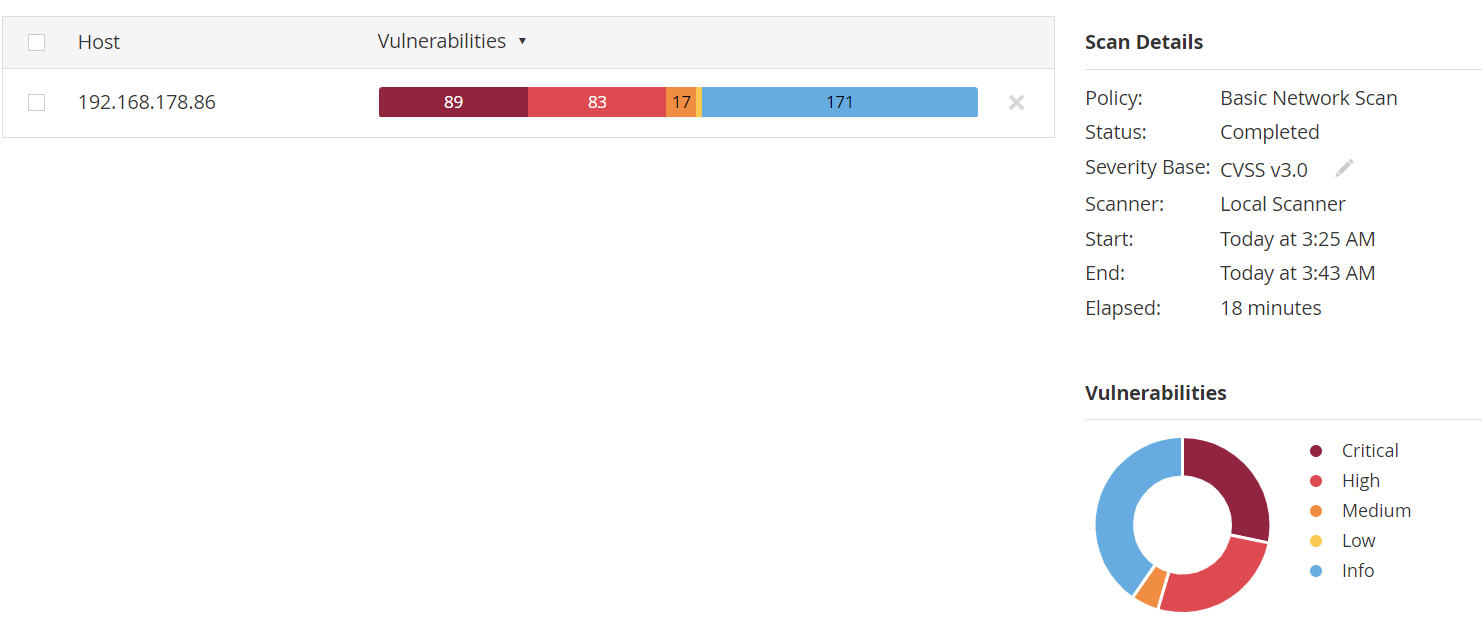 Host Vulnerabilities ▼
192.168.178.86 89 83 17 171
Scan Details
Policy: Basic Network Scan
Status: Completed
Severity Base: CVSS v3.0
Scanner: Local Scanner
Start: Today at 3:25 AM
End: Today at 3:43 AM
Elapsed: 18 minutes
Vulnerabilities
Critical
High
Medium
Low
Info